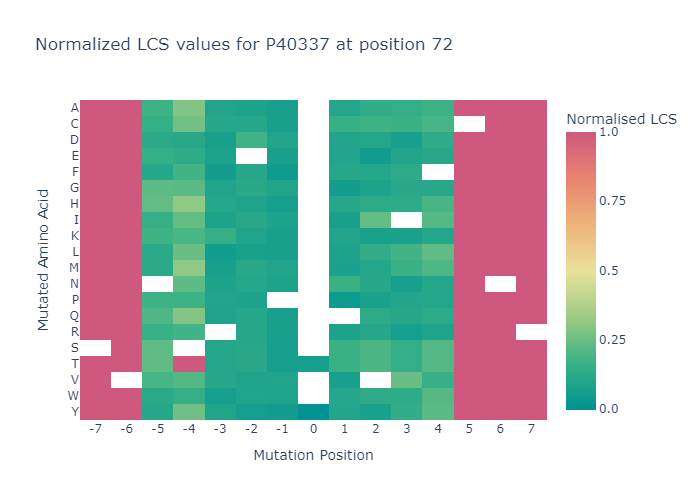 Normalized LCS values for P40337 at position 72
Normalised LCS
1.0
0.75
0.5
0.25
0.0
Mutated Amino Acid
A
C
D
E
F
G
H
I
K
L
M
N
P
Q
R
S
T
V
W
Y
-7 -6 -5 -4 -3 -2 -1 0 1 2 3 4 5 6 7
Mutation Position